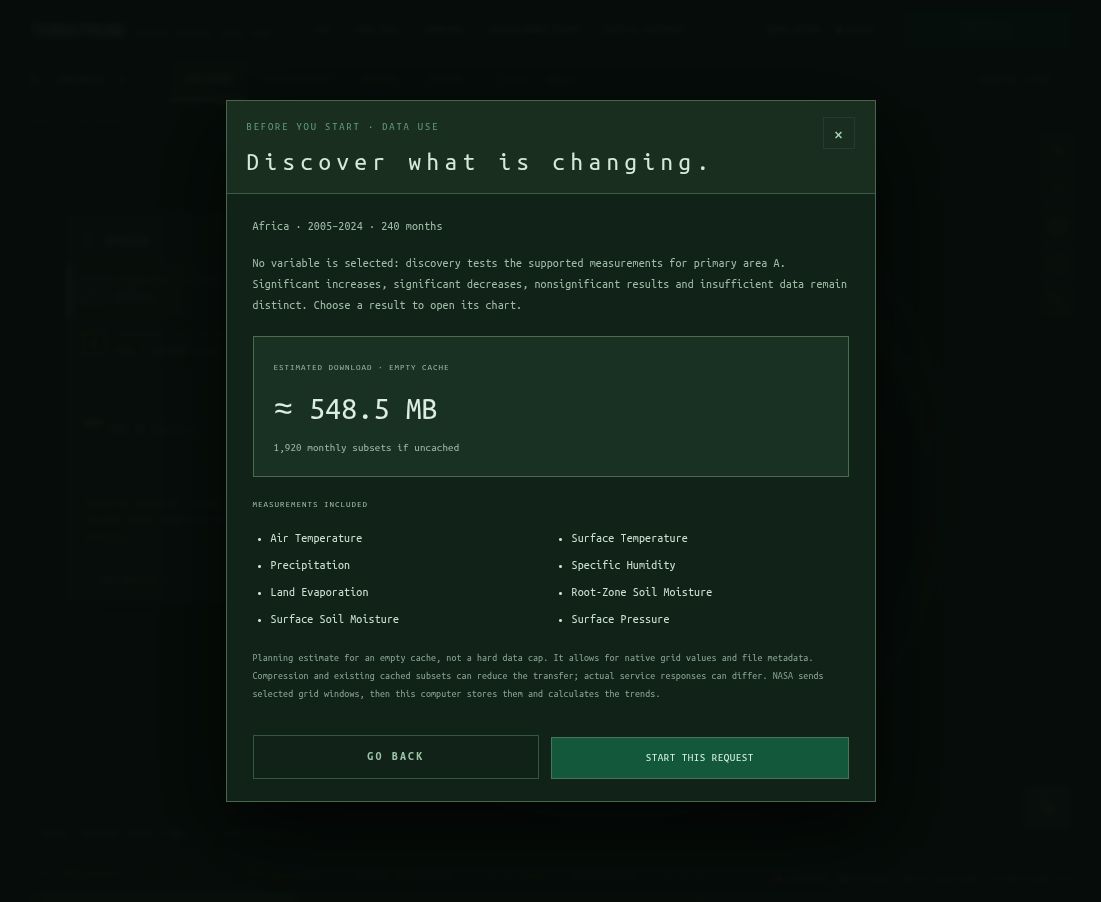 BEFORE YOU START · DATA USE
×
Discover what is changing.
Africa · 2005–2024 · 240 months
No variable is selected: discovery tests the supported measurements for primary area A.
Significant increases, significant decreases, nonsignificant results and insufficient data remain
distinct. Choose a result to open its chart.
ESTIMATED DOWNLOAD · EMPTY CACHE
≈ 548.5 MB
1,920 monthly subsets if uncached
MEASUREMENTS INCLUDED
• Air Temperature
• Surface Temperature
• Precipitation
• Specific Humidity
• Land Evaporation
• Root-Zone Soil Moisture
• Surface Soil Moisture
• Surface Pressure
Planning estimate for an empty cache, not a hard data cap. It allows for native grid values and file metadata.
Compression and existing cached subsets can reduce the transfer; actual service responses can differ. NASA sends
selected grid windows, then this computer stores them and calculates the trends.
GO BACK
START THIS REQUEST